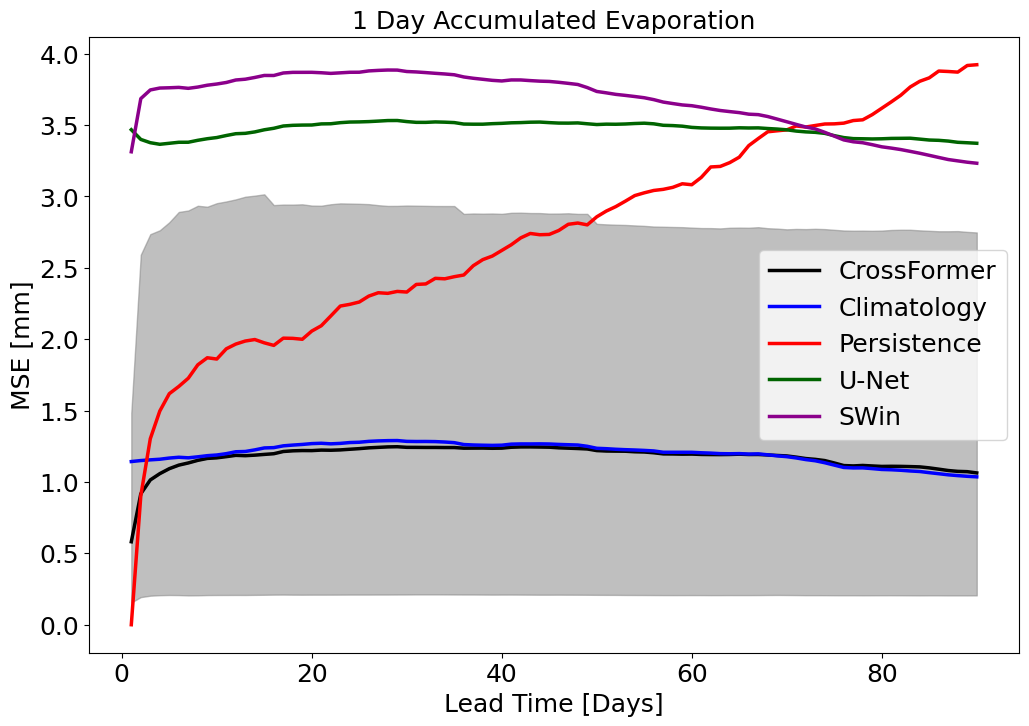 1 Day Accumulated Evaporation
MSE [mm]
4.0
3.5
3.0
2.5
2.0
1.5
1.0
0.5
0.0
CrossFormer
Climatology
Persistence
U-Net
SWin
0 20 40 60 80
Lead Time [Days]